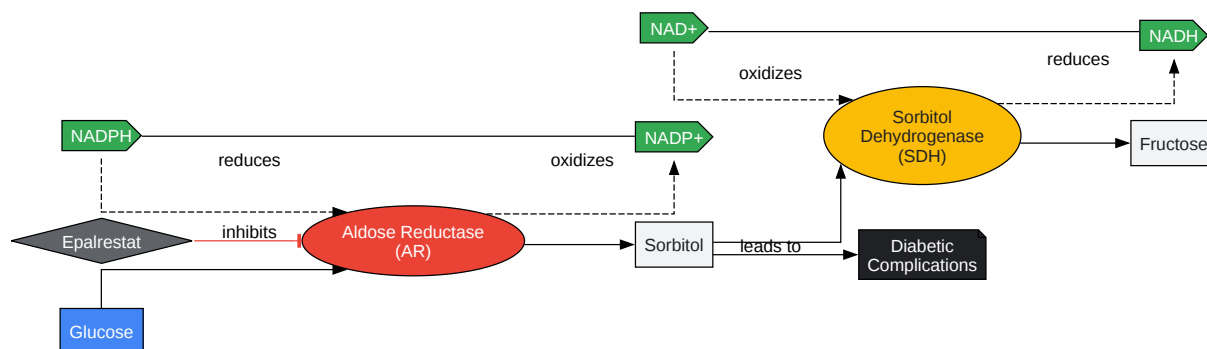 NAD+
NADH
oxidizes
reduces
Sorbitol
Dehydrogenase
(SDH)
Fructose
NADPH
NADP+
reduces
oxidizes
Epalrestat
inhibits
Aldose Reductase
(AR)
Sorbitol
leads to
Diabetic
Complications
Glucose